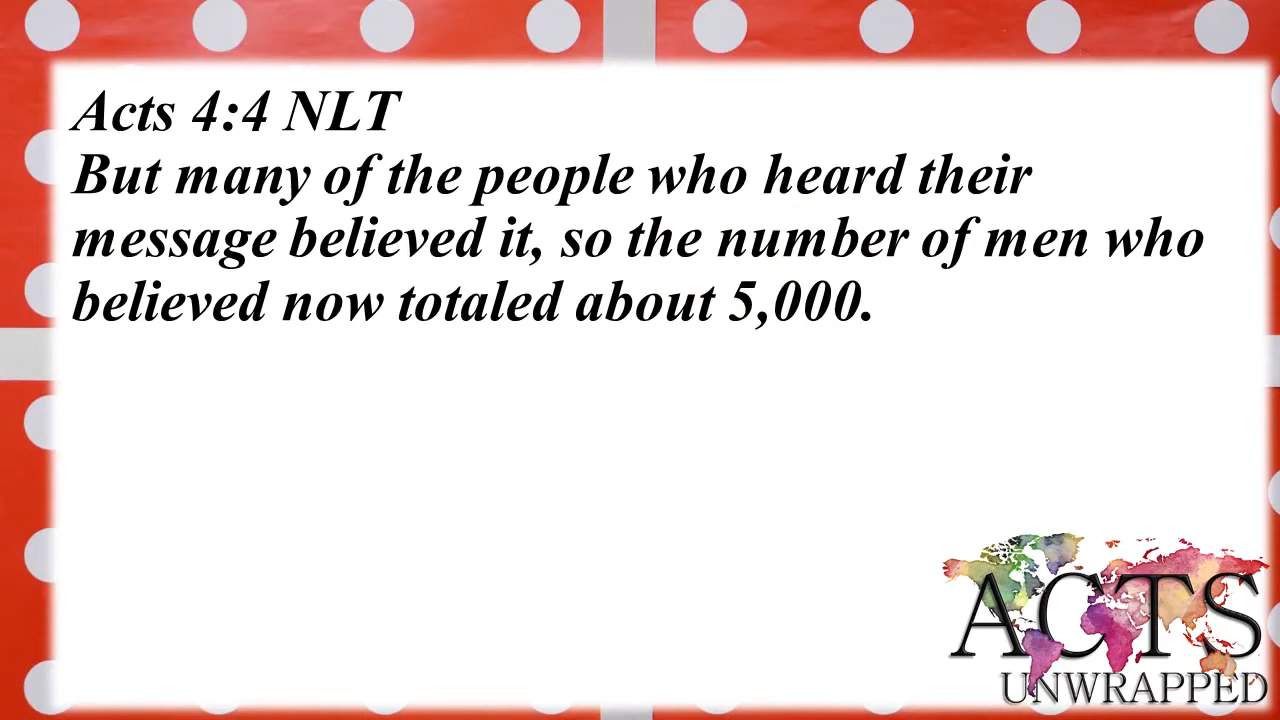 Acts 4:4 NLT
But many of the people who heard their
message believed it, so the number of men who
believed now totaled about 5,000.
ACTS
UNWRAPPED